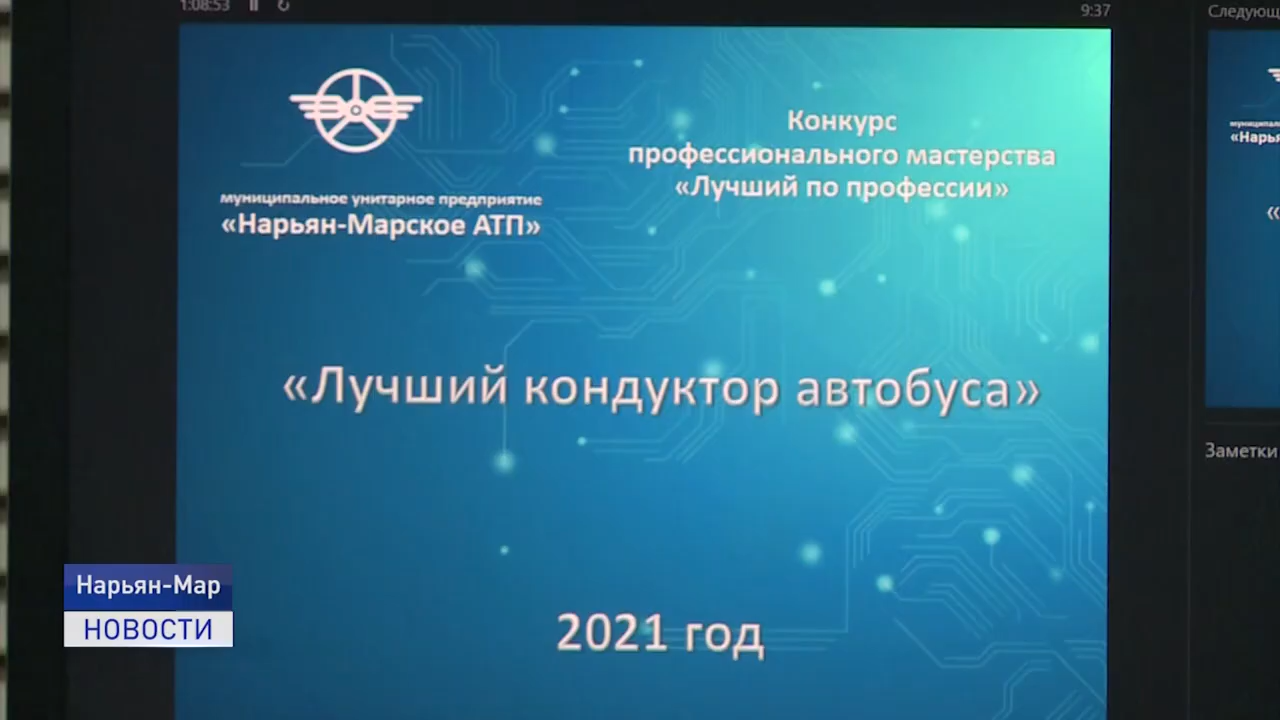 1:08:53
9:37
Следующ
муниципальное унитарное предприятие
«Нарьян-Марское АТП»
Конкурс
профессионального мастерства
«Лучший по профессии»
«Лучший кондуктор автобуса»
2021 год
«Нарья
Заметки
Нарьян-Мар
НОВОСТИ